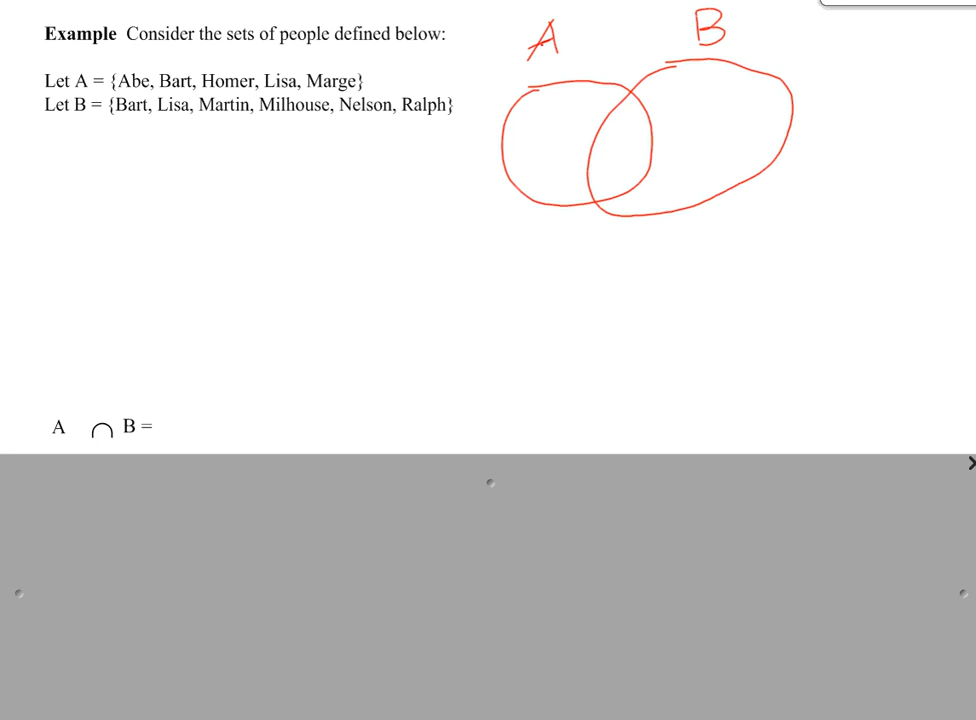 Example Consider the sets of people defined below:
A
B
Let A = {Abe, Bart, Homer, Lisa, Marge}
Let B = {Bart, Lisa, Martin, Milhouse, Nelson, Ralph}
A ∩ B =